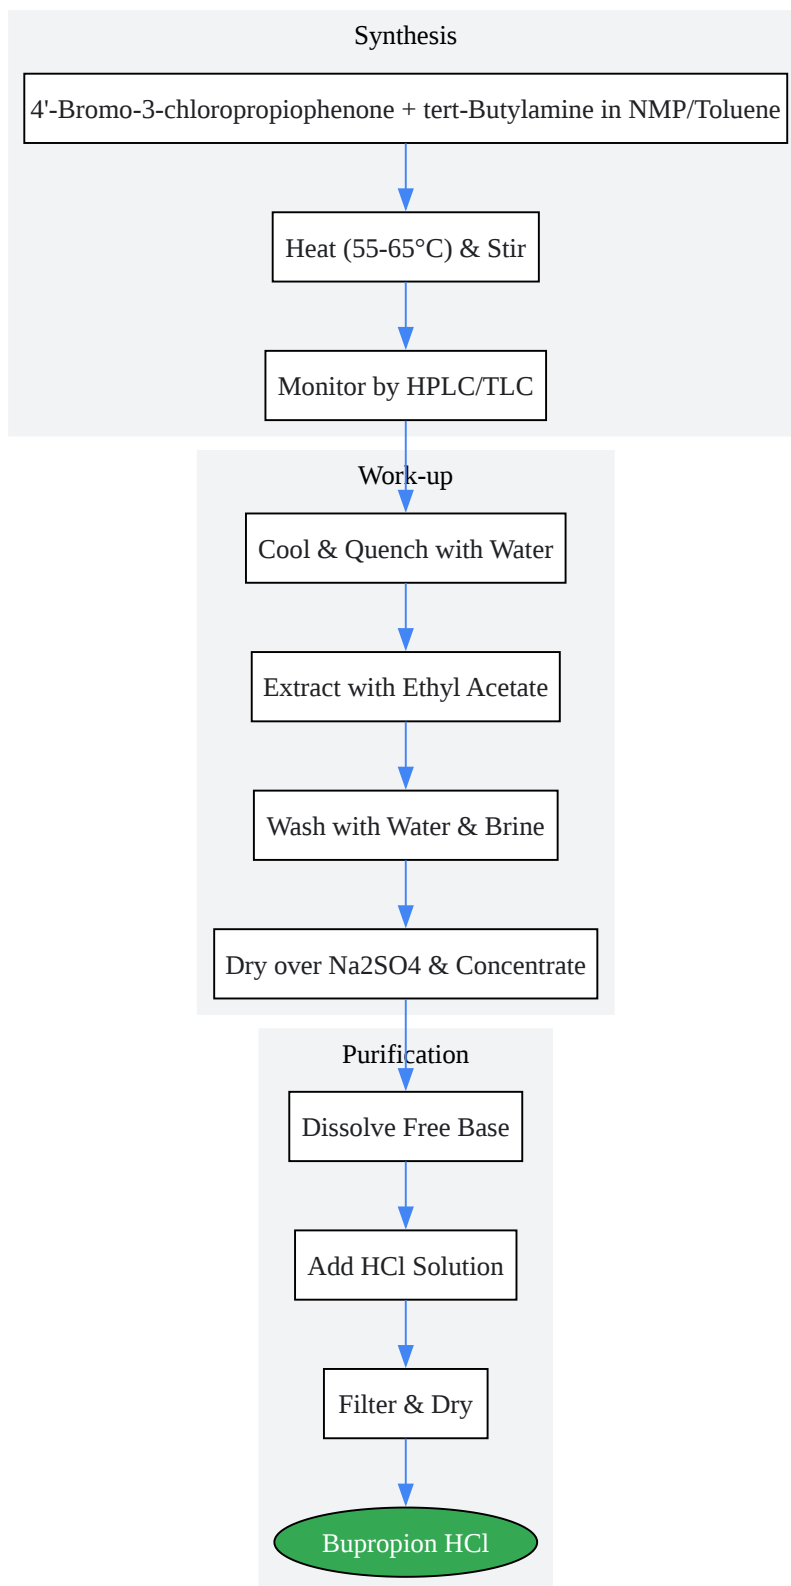 Synthesis
4'-Bromo-3-chloropropiophenone + tert-Butylamine in NMP/Toluene
Heat (55-65°C) & Stir
Monitor by HPLC/TLC
Work-up
Cool & Quench with Water
Extract with Ethyl Acetate
Wash with Water & Brine
Dry over Na2SO4 & Concentrate
Purification
Dissolve Free Base
Add HCl Solution
Filter & Dry
Bupropion HCl